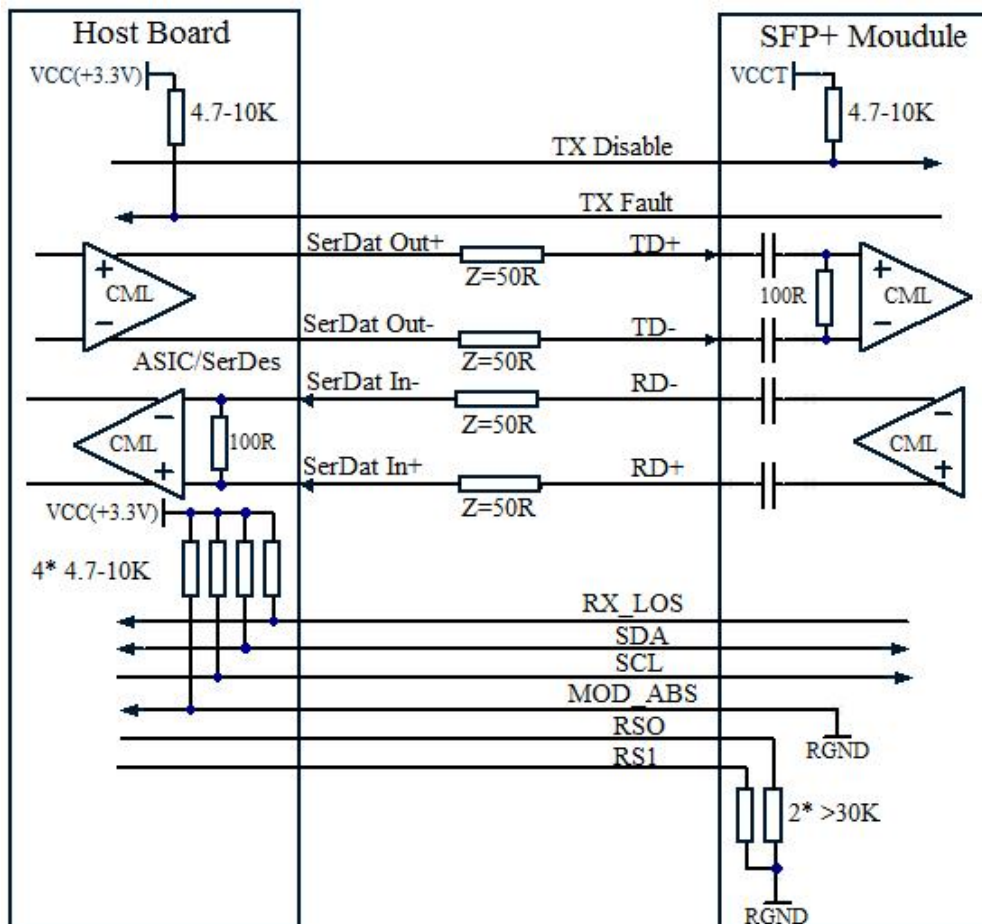 Host Board
SFP+ Moudule
VCC(+3.3V)
4.7-10K
VCCT
4.7-10K
TX Disable
TX Fault
SerDat Out+
Z=50R
TD+
+
CML
−
100R
+
CML
−
SerDat Out-
Z=50R
TD-
ASIC/SerDes
SerDat In-
Z=50R
RD-
−
CML
+
100R
−
CML
+
SerDat In+
Z=50R
RD+
VCC(+3.3V)
4* 4.7-10K
RX_LOS
SDA
SCL
MOD_ABS
RSO
RGND
RS1
2* >30K
RGND